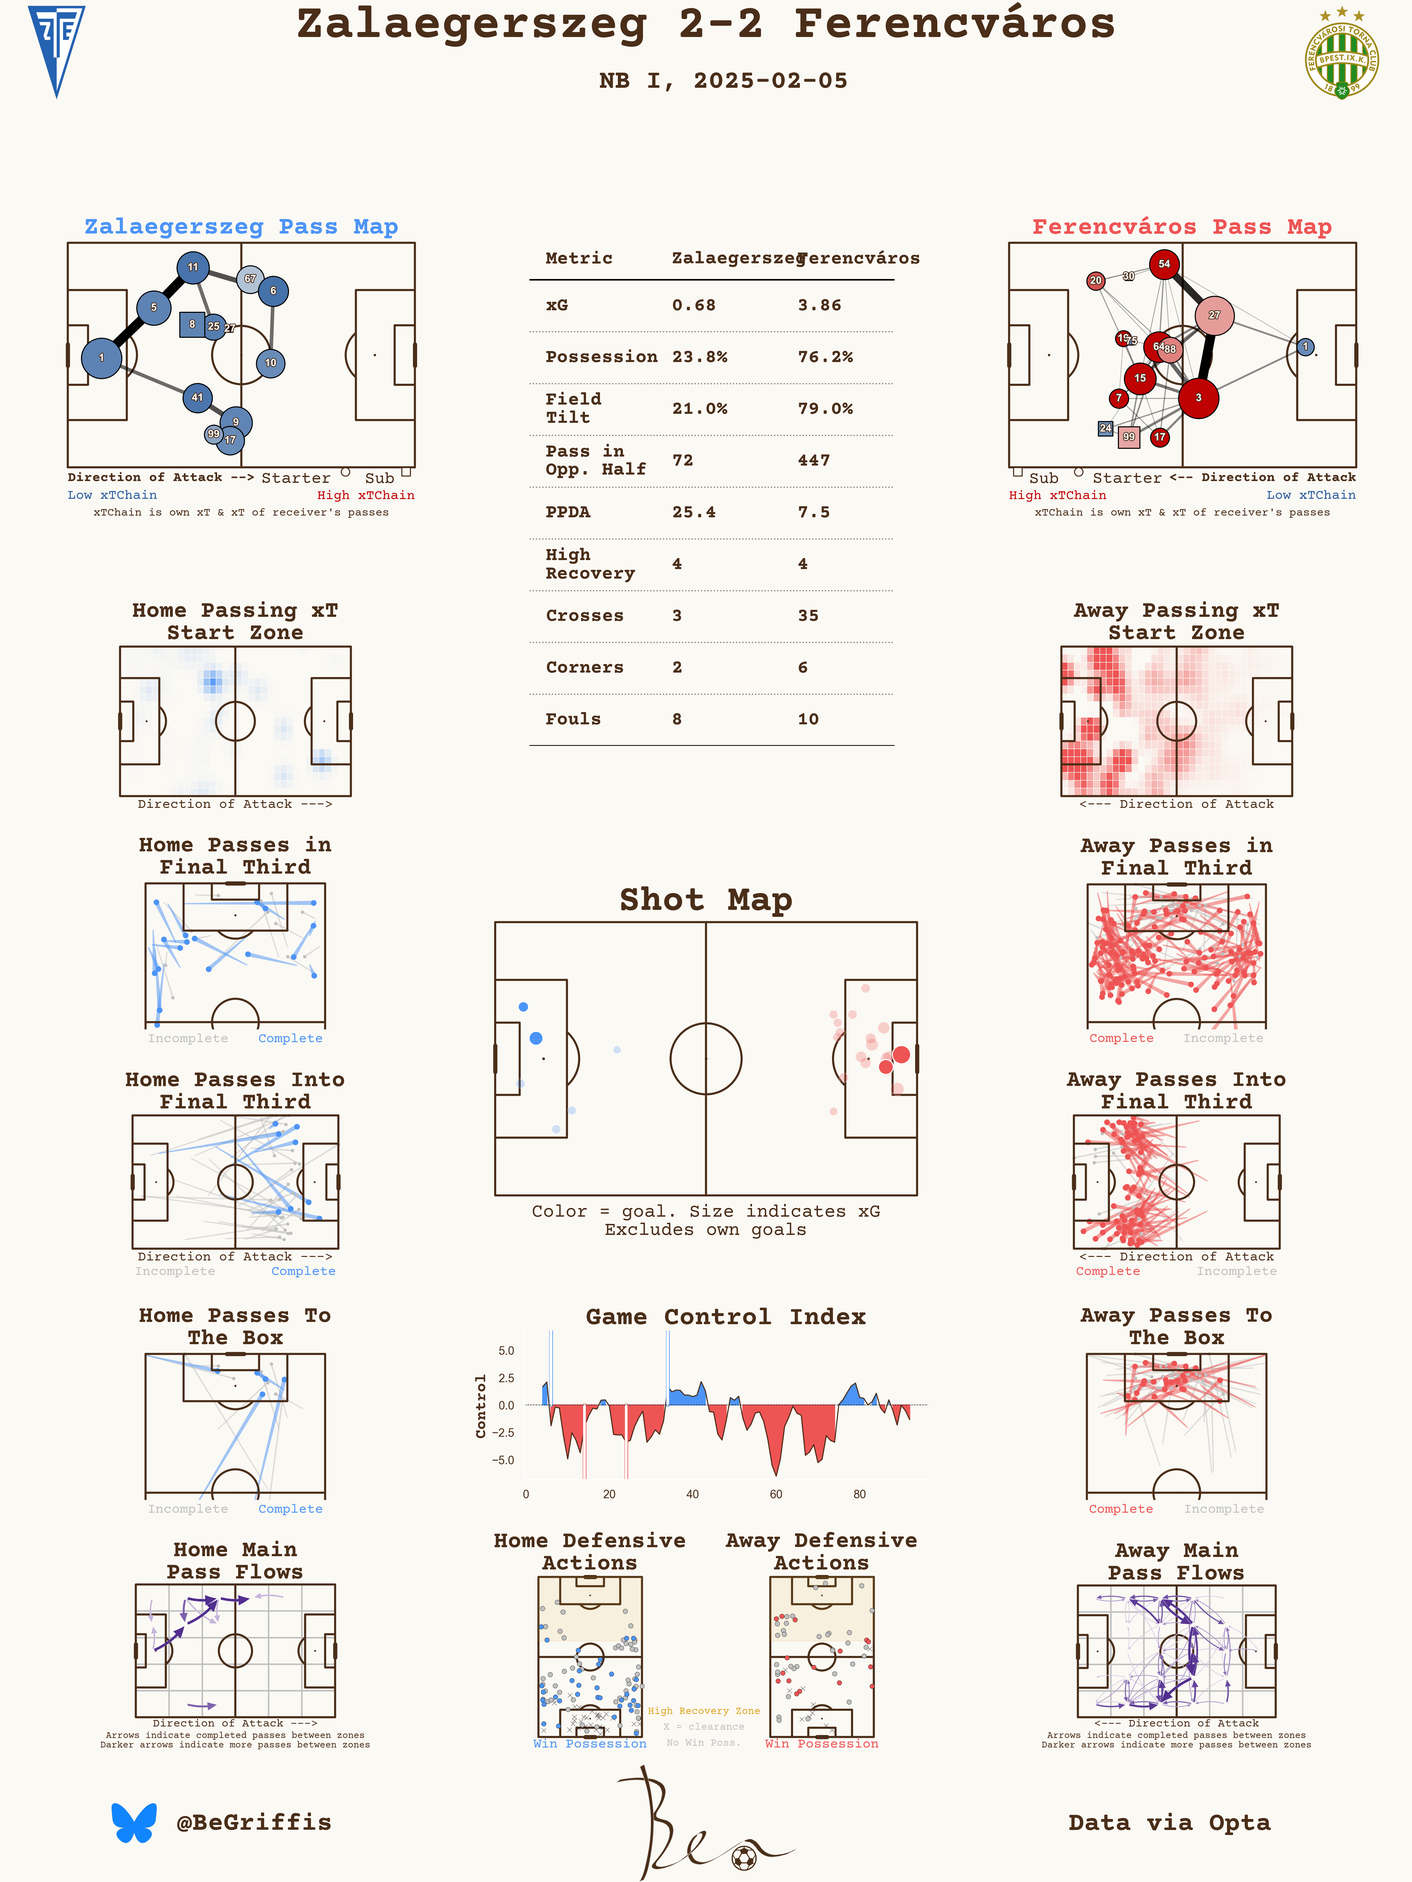 Zalaegerszeg 2-2 Ferencváros
NB I, 2025-02-05
ZTE
FERENCVÁROSI TORNA CLUB
BPEST.IX.K.
18 99
Zalaegerszeg Pass Map
11
67
6
5
8
25
27
1
10
41
9
99
17
Direction of Attack --> Starter Sub
Low xTChain High xTChain
xTChain is own xT & xT of receiver's passes
Metric Zalaegerszeg Ferencváros
xG 0.68 3.86
Possession 23.8% 76.2%
Field
Tilt 21.0% 79.0%
Pass in
Opp. Half 72 447
PPDA 25.4 7.5
High
Recovery 4 4
Crosses 3 35
Corners 2 6
Fouls 8 10
Ferencváros Pass Map
54
20
30
27
64
88
1
15
7
3
24
99
17
Sub Starter <-- Direction of Attack
High xTChain Low xTChain
xTChain is own xT & xT of receiver's passes
Home Passing xT
Start Zone
Direction of Attack --->
Away Passing xT
Start Zone
<--- Direction of Attack
Home Passes in
Final Third
Incomplete Complete
Away Passes in
Final Third
Complete Incomplete
Shot Map
Color = goal. Size indicates xG
Excludes own goals
Home Passes Into
Final Third
Direction of Attack --->
Incomplete Complete
Away Passes Into
Final Third
<--- Direction of Attack
Complete Incomplete
Home Passes To
The Box
Incomplete Complete
Game Control Index
Control
5.0
2.5
0.0
−2.5
−5.0
0 20 40 60 80
Away Passes To
The Box
Complete Incomplete
Home Main
Pass Flows
Direction of Attack --->
Arrows indicate completed passes between zones
Darker arrows indicate more passes between zones
Home Defensive
Actions
Win Possession
Away Defensive
Actions
Win Possession
High Recovery Zone
X = clearance
No Win Poss.
Away Main
Pass Flows
<--- Direction of Attack
Arrows indicate completed passes between zones
Darker arrows indicate more passes between zones
@BeGriffis
Data via Opta